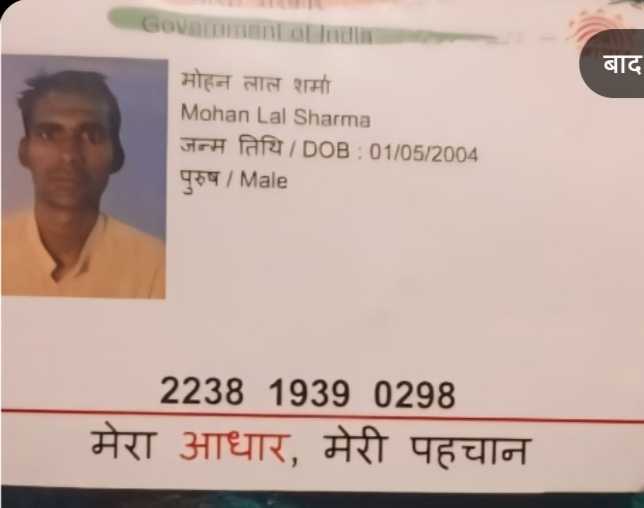 Government of India
बाद
मोहन लाल शर्मा
Mohan Lal Sharma
जन्म तिथि / DOB : 01/05/2004
पुरुष / Male
2238 1939 0298
मेरा आधार, मेरी पहचान